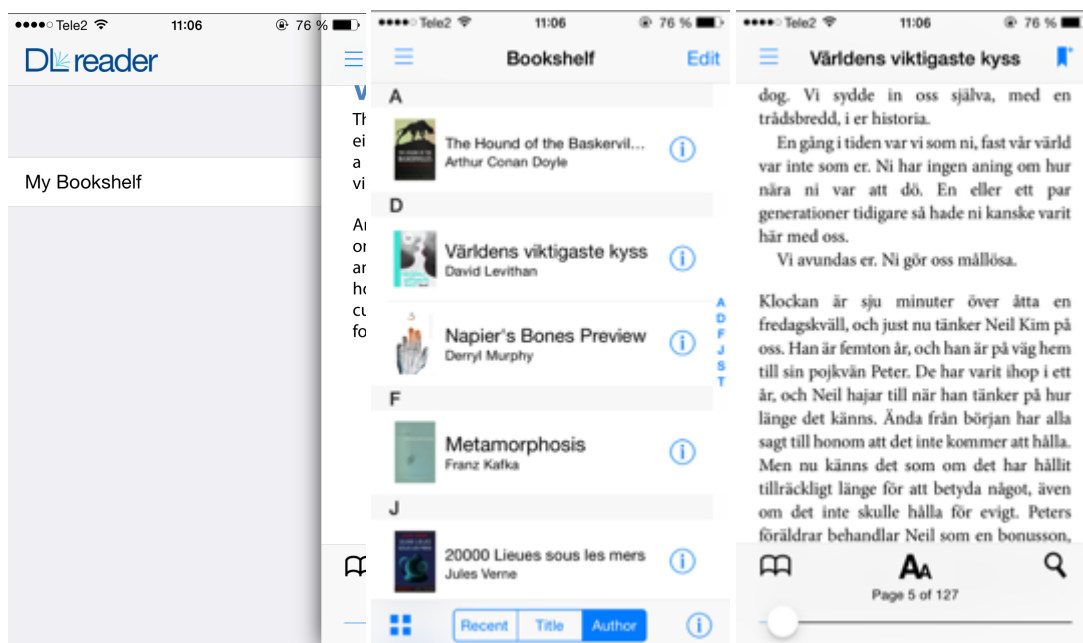 Tele2 11:06 76 %
DL reader
My Bookshelf
Th
ei
a
vi
Ar
or
ar
ho
cu
fo
Tele2 11:06 76 %
Bookshelf Edit
A
The Hound of the Baskervil...
Arthur Conan Doyle
D
Världens viktigaste kyss
David Levithan
Napier's Bones Preview
Derryl Murphy
F
Metamorphosis
Franz Kafka
J
20000 Lieues sous les mers
Jules Verne
A
D
F
J
S
T
Recent Title Author
Tele2 11:06 76 %
Världens viktigaste kyss
dog. Vi sydde in oss själva, med en
trådsbredd, i er historia.
En gång i tiden var vi som ni, fast vår värld
var inte som er. Ni har ingen aning om hur
nära ni var att dö. En eller ett par
generationer tidigare så hade ni kanske varit
här med oss.
Vi avundas er. Ni gör oss mållösa.
Klockan är sju minuter över åtta en
fredagskväll, och just nu tänker Neil Kim på
oss. Han är femton år, och han är på väg hem
till sin pojkvän Peter. De har varit ihop i ett
år, och Neil hajar till när han tänker på hur
länge det känns. Ända från början har alla
sagt till honom att det inte kommer att hålla.
Men nu känns det som om det har hållit
tillräckligt länge för att betyda något, även
om det inte skulle hålla för evigt. Peters
föräldrar behandlar Neil som en bonusson,
AA
Page 5 of 127